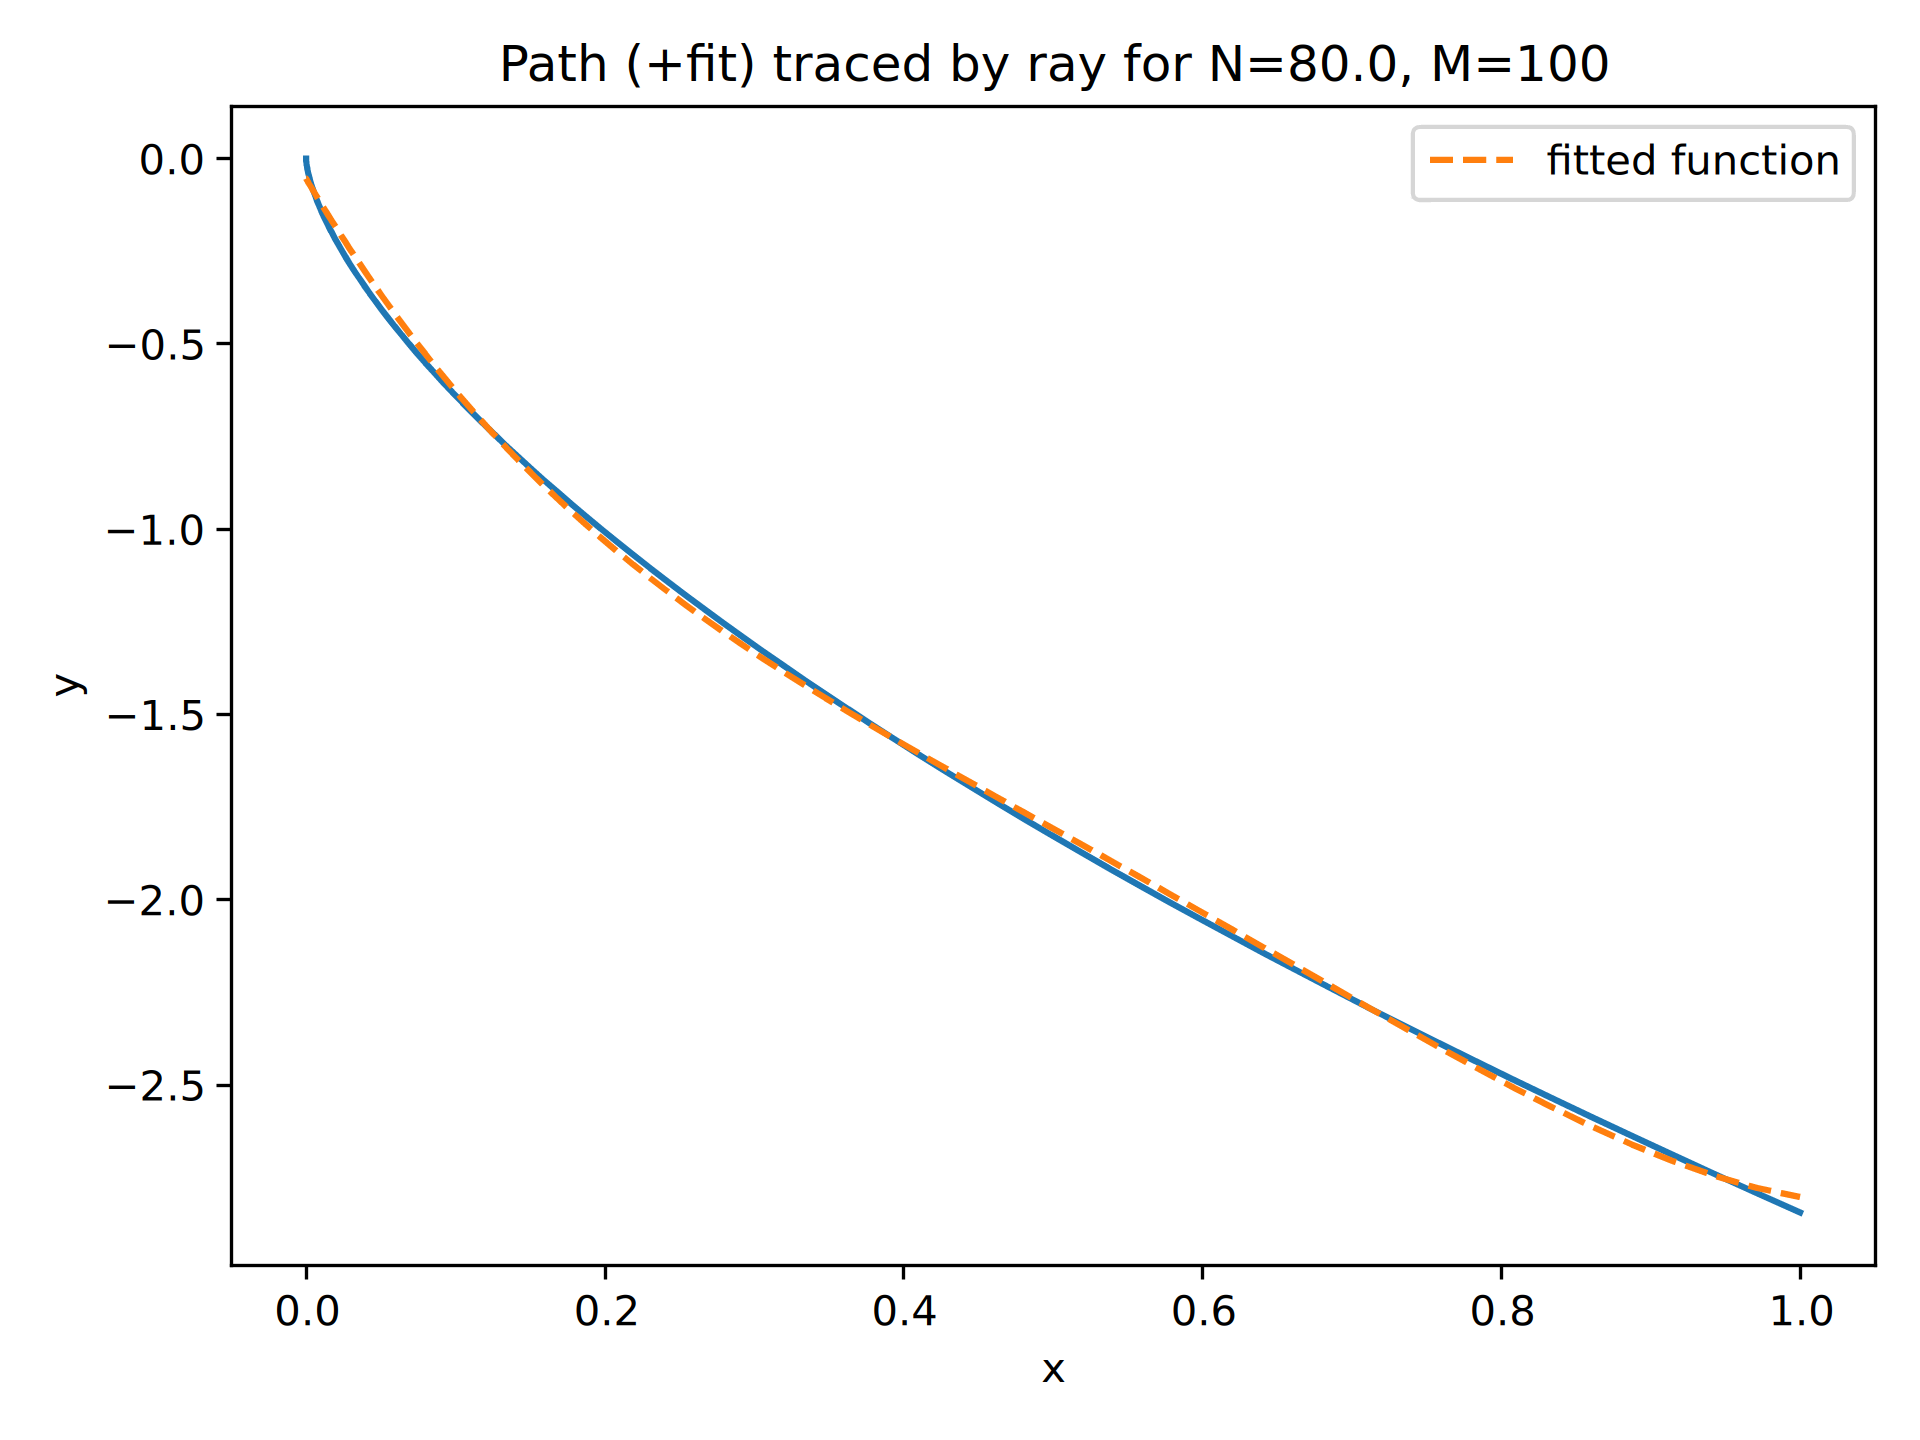 Path (+fit) traced by ray for N=80.0, M=100
fitted function
0.0
−0.5
−1.0
−1.5
−2.0
−2.5
y
0.0 0.2 0.4 0.6 0.8 1.0
x